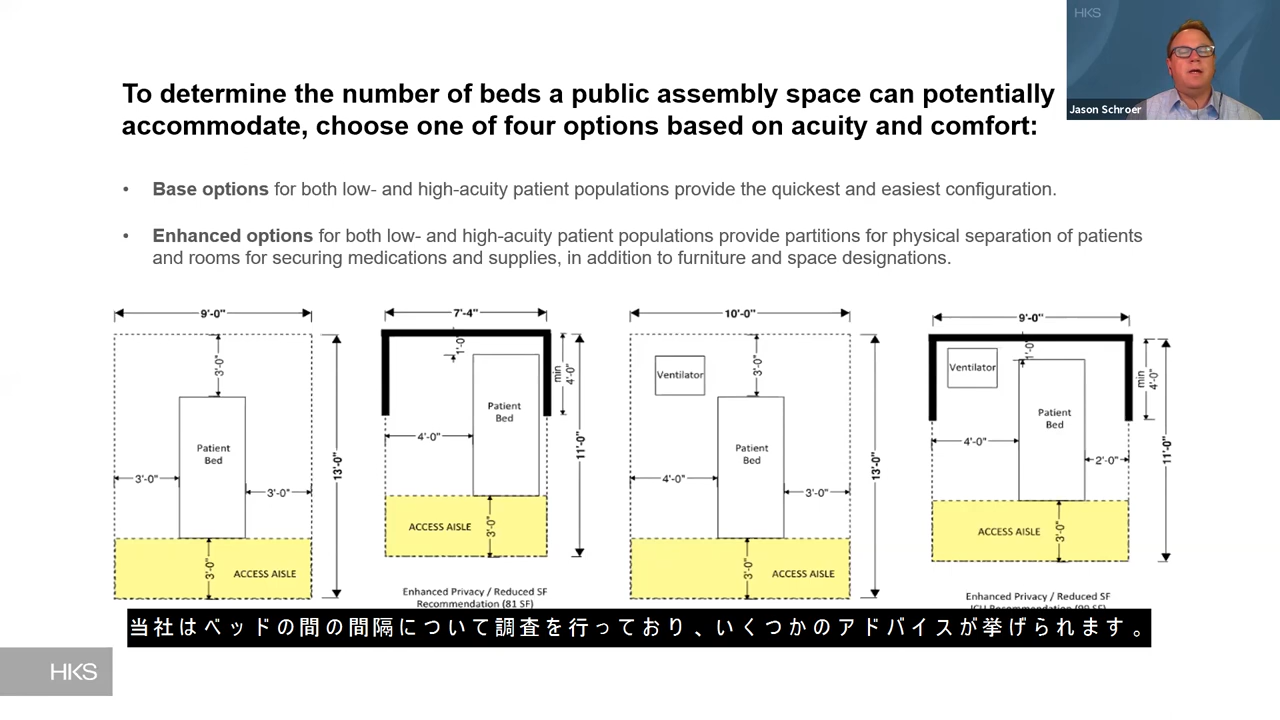 HKS
Jason Schroer
To determine the number of beds a public assembly space can potentially
accommodate, choose one of four options based on acuity and comfort:
• Base options for both low- and high-acuity patient populations provide the quickest and easiest configuration.
• Enhanced options for both low- and high-acuity patient populations provide partitions for physical separation of patients
and rooms for securing medications and supplies, in addition to furniture and space designations.
9'-0"
3'-0"
Patient
Bed
3'-0"
3'-0"
13'-0"
3'-0"
ACCESS AISLE
7'-4"
1'-0"
min
4'-0"
Patient
Bed
4'-0"
11'-0"
ACCESS AISLE
3'-0"
Enhanced Privacy / Reduced SF
Recommendation (81 SF)
10'-0"
Ventilator
3'-0"
Patient
Bed
4'-0"
3'-0"
13'-0"
3'-0"
ACCESS AISLE
9'-0"
Ventilator
1'-0"
min
4'-0"
Patient
Bed
4'-0"
2'-0"
11'-0"
ACCESS AISLE
3'-0"
Enhanced Privacy / Reduced SF
ICU Recommendation (99 SF)
当社はベッドの間の間隔について調査を行っており、いくつかのアドバイスが挙げられます。
HKS